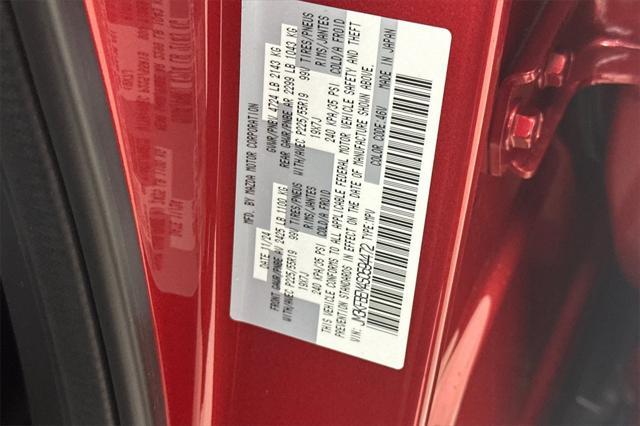 MFD. BY MAZDA MOTOR CORPORATION
DATE 11/24 GVWR/PNBV 4724 LB 2143 KG
FRONT GAWR/PNBE AV 2425 LB 1100 KG REAR GAWR/PNBE AR 2299 LB 1043 KG
WITH/AVEC P225/55R19 99V TIRES/PNEUS WITH/AVEC P225/55R19 99V TIRES/PNEUS
19X7J RIMS/JANTES 19X7J RIMS/JANTES
240 KPA/35 PSI COLD/A FROID 240 KPA/35 PSI COLD/A FROID
THIS VEHICLE CONFORMS TO ALL APPLICABLE FEDERAL MOTOR VEHICLE SAFETY AND THEFT
PREVENTION STANDARDS IN EFFECT ON THE DATE OF MANUFACTURE SHOWN ABOVE.
VIN: TYPE:MPV COLOR CODE:46V MADE IN JAPAN